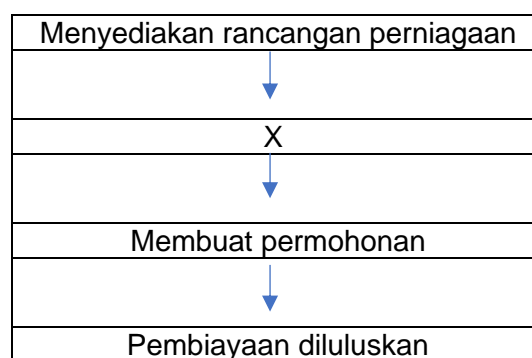 Menyediakan rancangan perniagaan
X
Membuat permohonan
Pembiayaan diluluskan